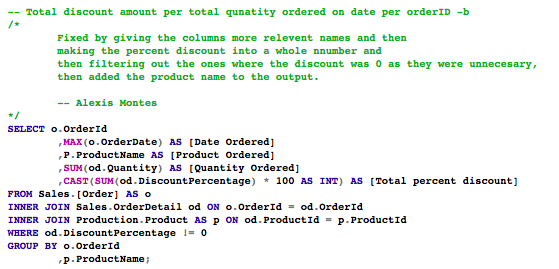 -- Total discount amount per total qunatity ordered on date per orderID -b
/*
Fixed by giving the columns more relevent names and then
making the percent discount into a whole nnumber and
then filtering out the ones where the discount was 0 as they were unnecesary,
then added the product name to the output.
-- Alexis Montes
*/
SELECT o.OrderId
,MAX(o.OrderDate) AS [Date Ordered]
,P.ProductName AS [Product Ordered]
,SUM(od.Quantity) AS [Quantity Ordered]
,CAST(SUM(od.DiscountPercentage) * 100 AS INT) AS [Total percent discount]
FROM Sales.[Order] AS o
INNER JOIN Sales.OrderDetail od ON o.OrderId = od.OrderId
INNER JOIN Production.Product AS p ON od.ProductId = p.ProductId
WHERE od.DiscountPercentage != 0
GROUP BY o.OrderId
,p.ProductName;